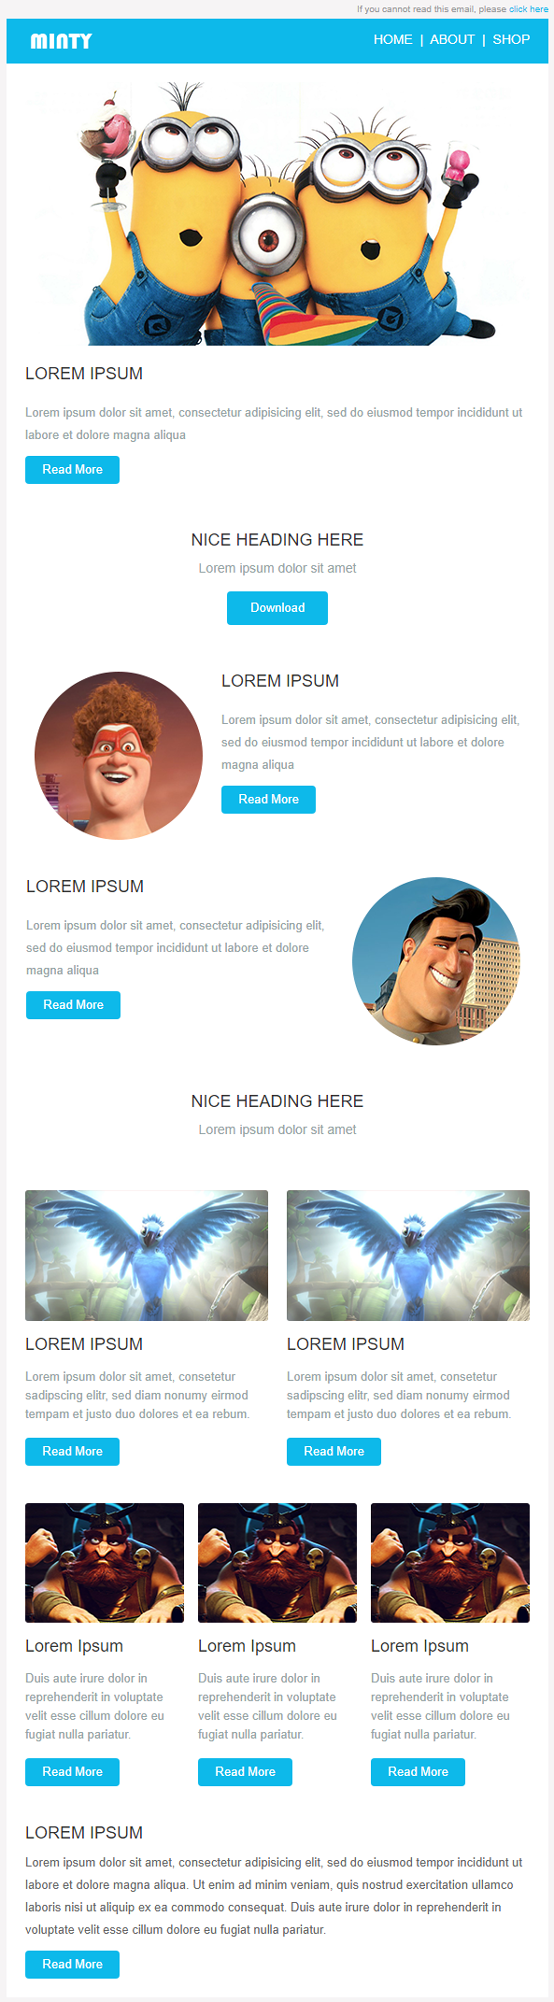 If you cannot read this email, please click here
MINTY
HOME | ABOUT | SHOP
LOREM IPSUM
Lorem ipsum dolor sit amet, consectetur adipisicing elit, sed do eiusmod tempor incididunt ut
labore et dolore magna aliqua
Read More
NICE HEADING HERE
Lorem ipsum dolor sit amet
Download
LOREM IPSUM
Lorem ipsum dolor sit amet, consectetur adipisicing elit,
sed do eiusmod tempor incididunt ut labore et dolore
magna aliqua
Read More
LOREM IPSUM
Lorem ipsum dolor sit amet, consectetur adipisicing elit,
sed do eiusmod tempor incididunt ut labore et dolore
magna aliqua
Read More
NICE HEADING HERE
Lorem ipsum dolor sit amet
LOREM IPSUM
Lorem ipsum dolor sit amet, consetetur
sadipscing elitr, sed diam nonumy eirmod
tempam et justo duo dolores et ea rebum.
Read More
LOREM IPSUM
Lorem ipsum dolor sit amet, consetetur
sadipscing elitr, sed diam nonumy eirmod
tempam et justo duo dolores et ea rebum.
Read More
Lorem Ipsum
Duis aute irure dolor in
reprehenderit in voluptate
velit esse cillum dolore eu
fugiat nulla pariatur.
Read More
Lorem Ipsum
Duis aute irure dolor in
reprehenderit in voluptate
velit esse cillum dolore eu
fugiat nulla pariatur.
Read More
Lorem Ipsum
Duis aute irure dolor in
reprehenderit in voluptate
velit esse cillum dolore eu
fugiat nulla pariatur.
Read More
LOREM IPSUM
Lorem ipsum dolor sit amet, consectetur adipisicing elit, sed do eiusmod tempor incididunt ut
labore et dolore magna aliqua. Ut enim ad minim veniam, quis nostrud exercitation ullamco
laboris nisi ut aliquip ex ea commodo consequat. Duis aute irure dolor in reprehenderit in
voluptate velit esse cillum dolore eu fugiat nulla pariatur.
Read More